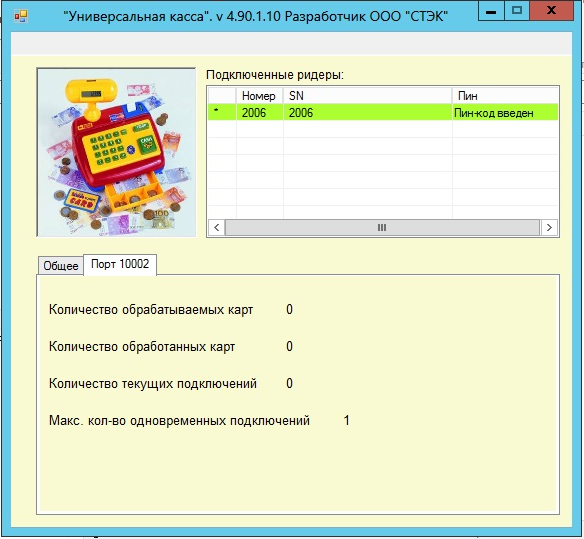 "Универсальная касса". v 4.90.1.10 Разработчик ООО "СТЭК"
Подключенные ридеры:
Номер SN Пин
* 2006 2006 Пин-код введен
Общее Порт 10002
Количество обрабатываемых карт 0
Количество обработанных карт 0
Количество текущих подключений 0
Макс. кол-во одновременных подключений 1